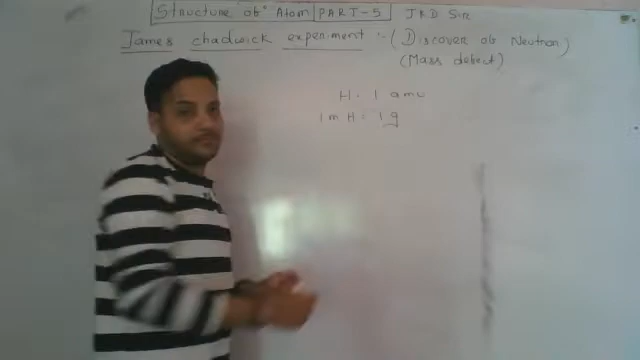 Structure of Atom PART-5 JRD Sir
James chadwick experiment :- (Discover of Neutron)
(Mass defect)
H = 1 amu
1 m H = 1 g